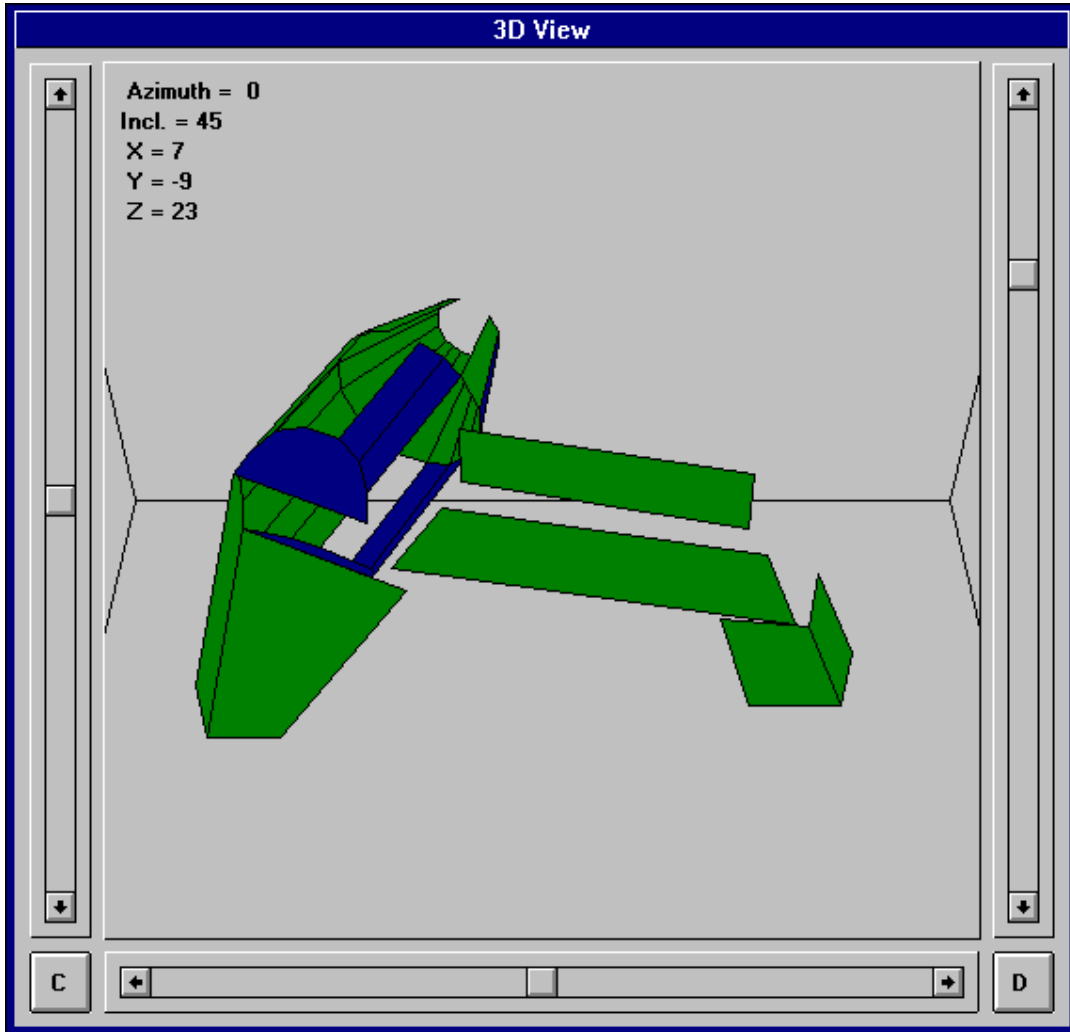 3D View
Azimuth = 0
Incl. = 45
X = 7
Y = -9
Z = 23
C
D